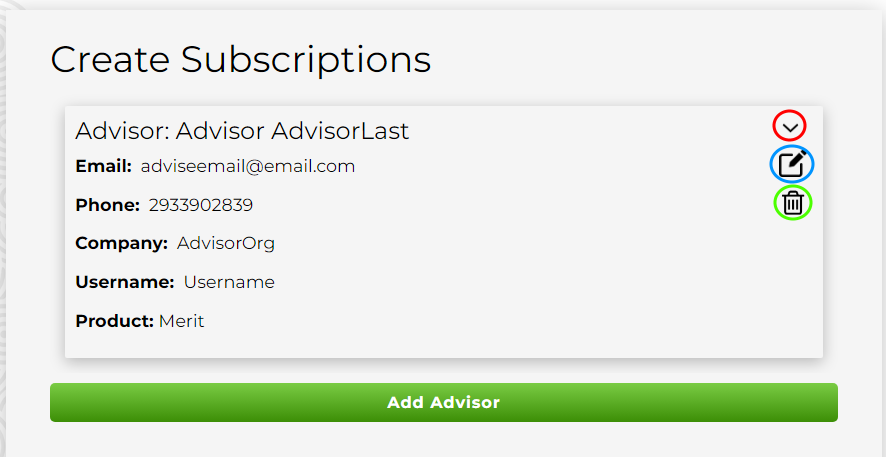 Create Subscriptions
Advisor: Advisor AdvisorLast
Email: adviseemail@email.com
Phone: 2933902839
Company: AdvisorOrg
Username: Username
Product: Merit
Add Advisor